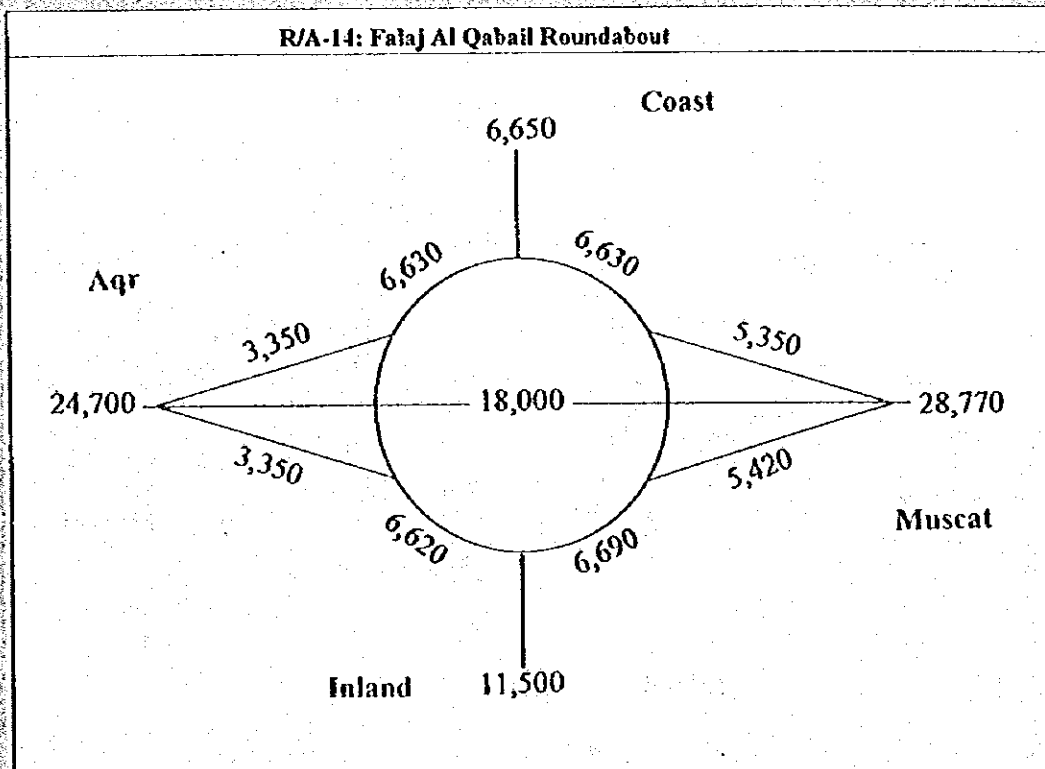 R/A-14: Falaj Al Qabail Roundabout
Coast
6,650
6,630
6,630
Aqr
3,350
5,350
24,700
18,000
28,770
3,350
5,420
6,620
6,690
Muscat
Inland
11,500